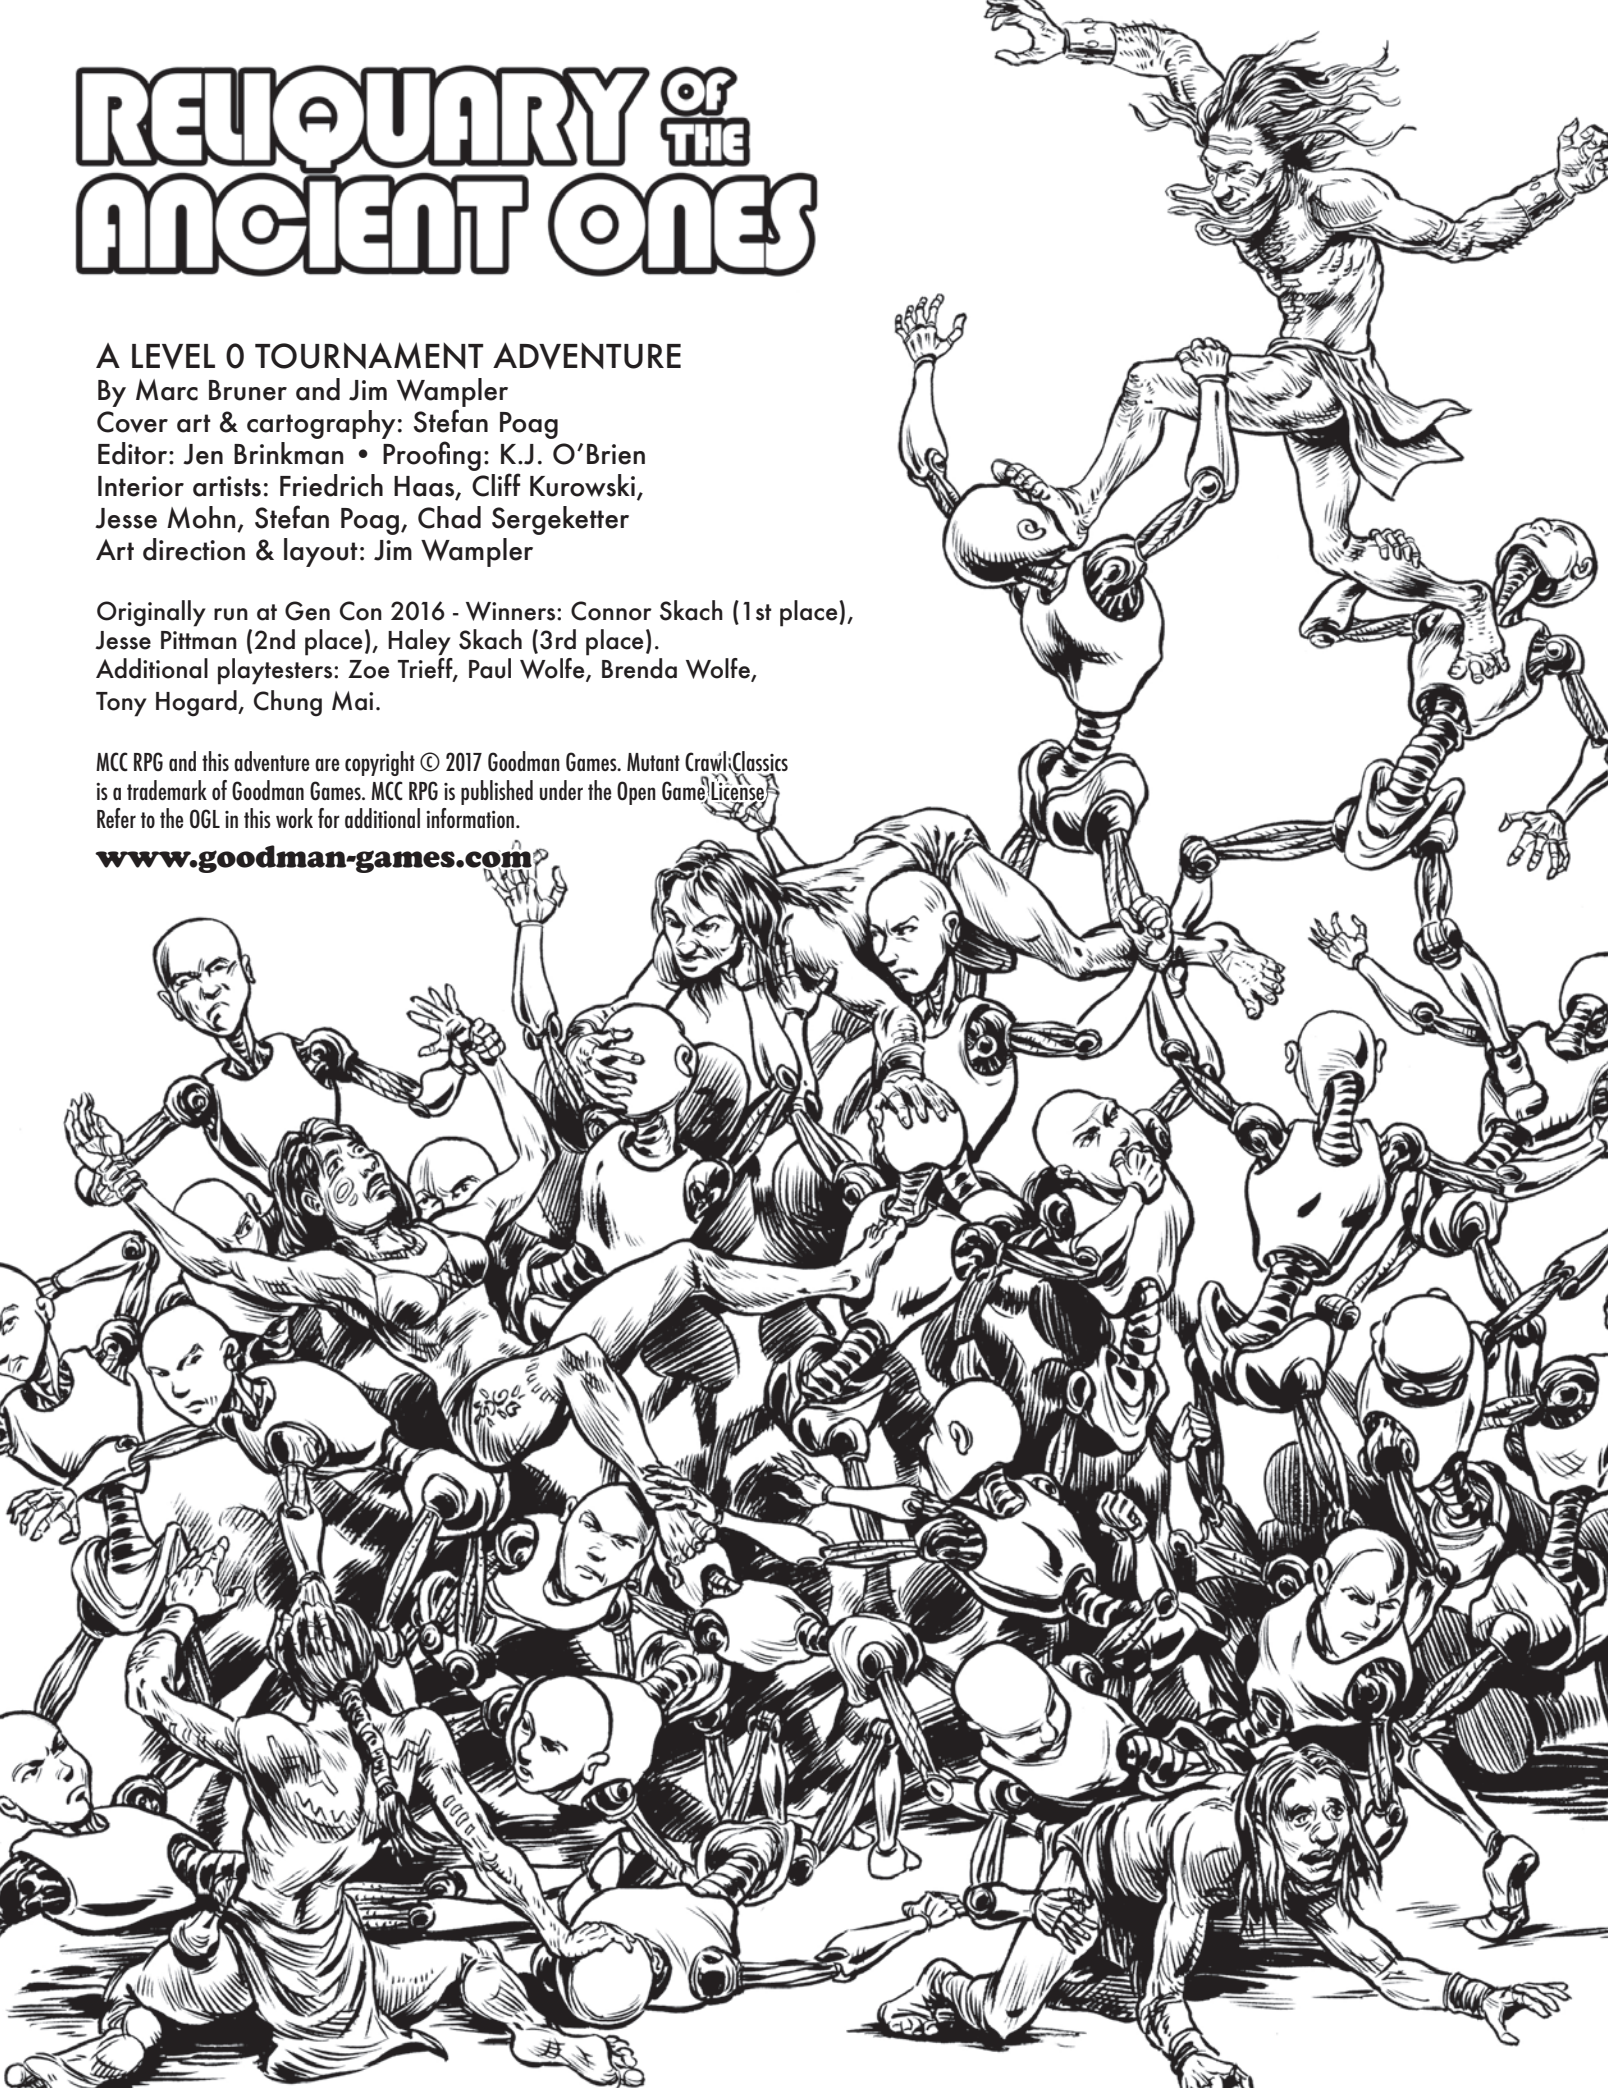 RELIQUARY OF THE
ANCIENT ONES
A LEVEL 0 TOURNAMENT ADVENTURE
By Marc Bruner and Jim Wampler
Cover art & cartography: Stefan Poag
Editor: Jen Brinkman • Proofing: K.J. O’Brien
Interior artists: Friedrich Haas, Cliff Kurowski,
Jesse Mohn, Stefan Poag, Chad Sergeketter
Art direction & layout: Jim Wampler
Originally run at Gen Con 2016 - Winners: Connor Skach (1st place),
Jesse Pittman (2nd place), Haley Skach (3rd place).
Additional playtesters: Zoe Trieff, Paul Wolfe, Brenda Wolfe,
Tony Hogard, Chung Mai.
MCC RPG and this adventure are copyright © 2017 Goodman Games. Mutant Crawl Classics
is a trademark of Goodman Games. MCC RPG is published under the Open Game License
Refer to the OGL in this work for additional information.
www.goodman-games.com